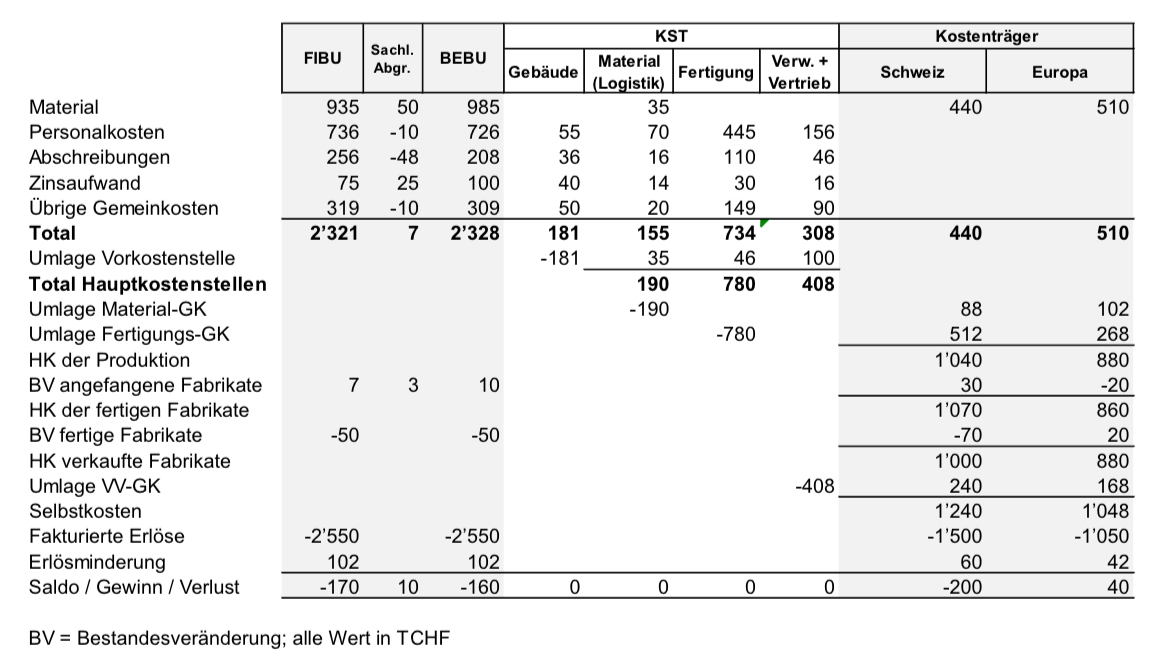 KST Kostenträger
FIBU Sachl. Abgr. BEBU Gebäude Material (Logistik) Fertigung Verw. + Vertrieb Schweiz Europa
Material 935 50 985 35 440 510
Personalkosten 736 -10 726 55 70 445 156
Abschreibungen 256 -48 208 36 16 110 46
Zinsaufwand 75 25 100 40 14 30 16
Übrige Gemeinkosten 319 -10 309 50 20 149 90
Total 2’321 7 2’328 181 155 734 308 440 510
Umlage Vorkostenstelle -181 35 46 100
Total Hauptkostenstellen 190 780 408
Umlage Material-GK -190 88 102
Umlage Fertigungs-GK -780 512 268
HK der Produktion 1’040 880
BV angefangene Fabrikate 7 3 10 30 -20
HK der fertigen Fabrikate 1’070 860
BV fertige Fabrikate -50 -50 -70 20
HK verkaufte Fabrikate 1’000 880
Umlage VV-GK -408 240 168
Selbstkosten 1’240 1’048
Fakturierte Erlöse -2’550 -2’550 -1’500 -1’050
Erlösminderung 102 102 60 42
Saldo / Gewinn / Verlust -170 10 -160 0 0 0 0 -200 40
BV = Bestandesveränderung; alle Wert in TCHF